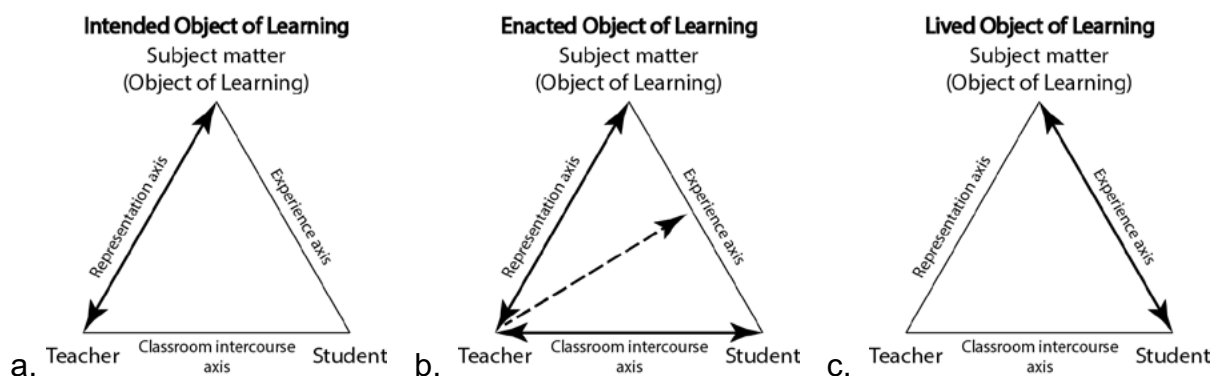 Intended Object of Learning
Subject matter
(Object of Learning)
Representation axis
Experience axis
a.
Teacher
Classroom intercourse
axis
Student
Enacted Object of Learning
Subject matter
(Object of Learning)
Representation axis
Experience axis
b.
Teacher
Classroom intercourse
axis
Student
Lived Object of Learning
Subject matter
(Object of Learning)
Representation axis
Experience axis
c.
Teacher
Classroom intercourse
axis
Student